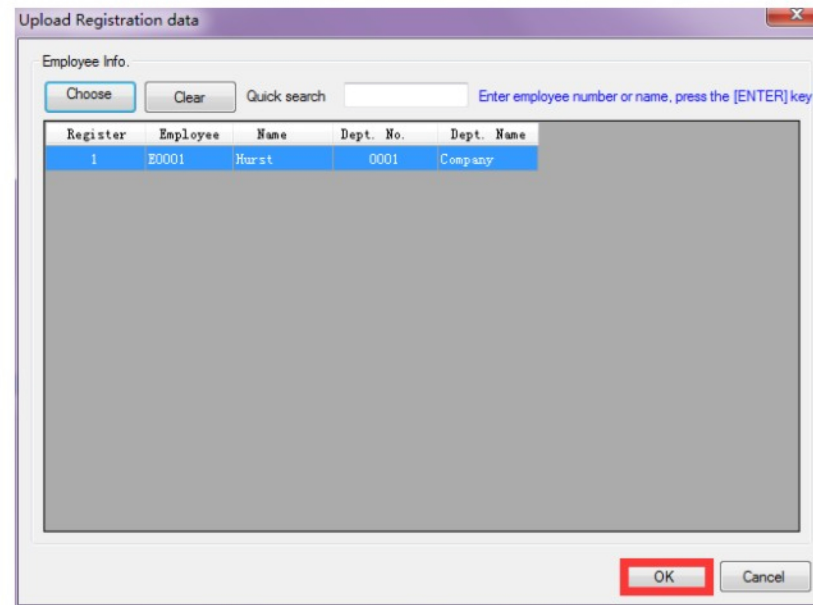 Upload Registration data
Employee Info.
Choose Clear Quick search Enter employee number or name, press the [ENTER] key
Register Employee Name Dept. No. Dept. Name
1 E0001 Hurst 0001 Company
OK Cancel